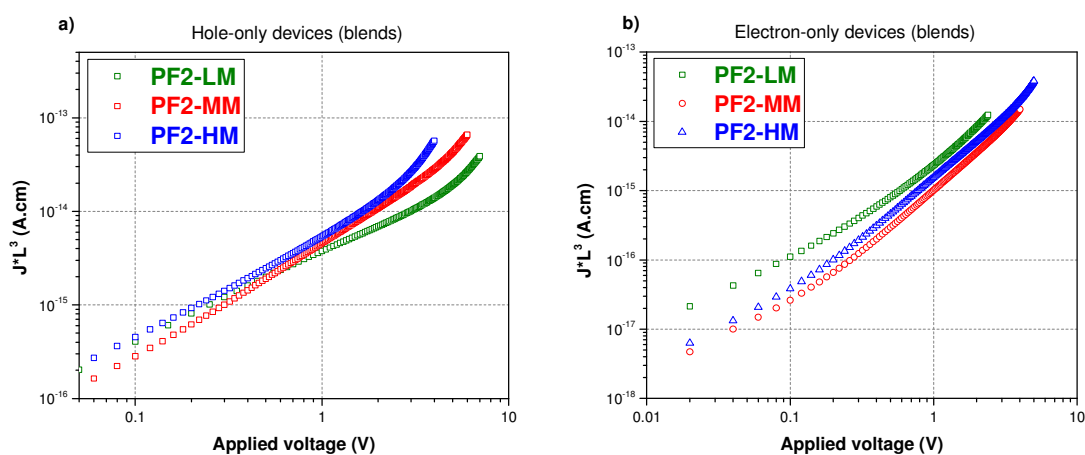 a)
Hole-only devices (blends)
PF2-LM
PF2-MM
PF2-HM
10⁻¹³
10⁻¹⁴
10⁻¹⁵
10⁻¹⁶
J*L³ (A.cm)
0.1
1
10
Applied voltage (V)
b)
Electron-only devices (blends)
PF2-LM
PF2-MM
PF2-HM
10⁻¹³
10⁻¹⁴
10⁻¹⁵
10⁻¹⁶
10⁻¹⁷
10⁻¹⁸
J*L³ (A.cm)
0.01
0.1
1
10
Applied voltage (V)